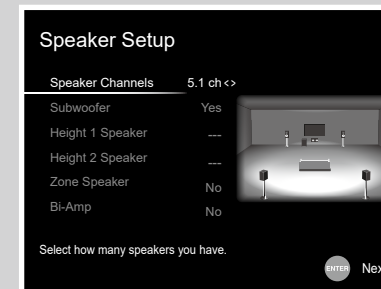 Speaker Setup
Speaker Channels 5.1 ch <>
Subwoofer Yes
Height 1 Speaker ---
Height 2 Speaker ---
Zone Speaker No
Bi-Amp No
Select how many speakers you have.
ENTER Nex